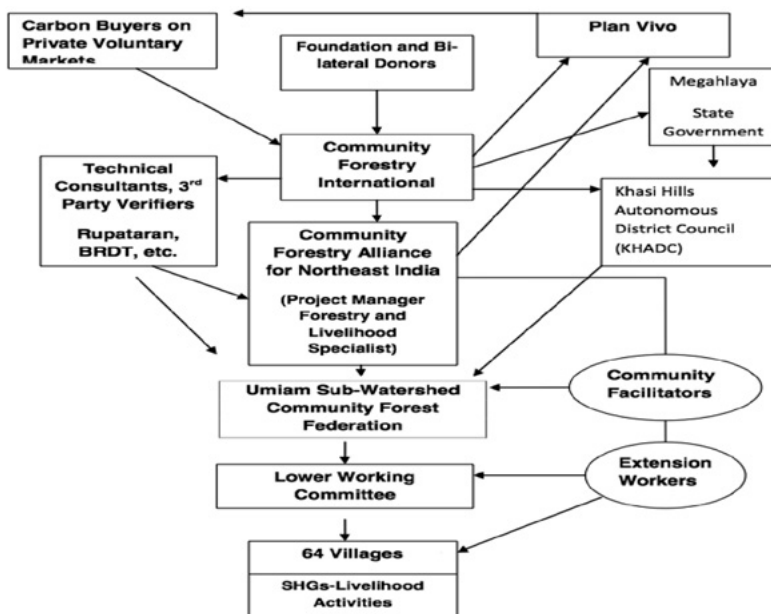 Carbon Buyers on
Private Voluntary
Markets
Foundation and Bi-
lateral Donors
Plan Vivo
Megahlaya
State
Government
Community
Forestry
International
Technical
Consultants, 3rd
Party Verifiers
Rupataran,
BRDT, etc.
Khasi Hills
Autonomous
District Council
(KHADC)
Community
Forestry Alliance
for Northeast India
(Project Manager
Forestry and
Livelihood
Specialist)
Umiam Sub-Watershed
Community Forest
Federation
Community
Facilitators
Lower Working
Committee
Extension
Workers
64 Villages
SHGs-Livelihood
Activities